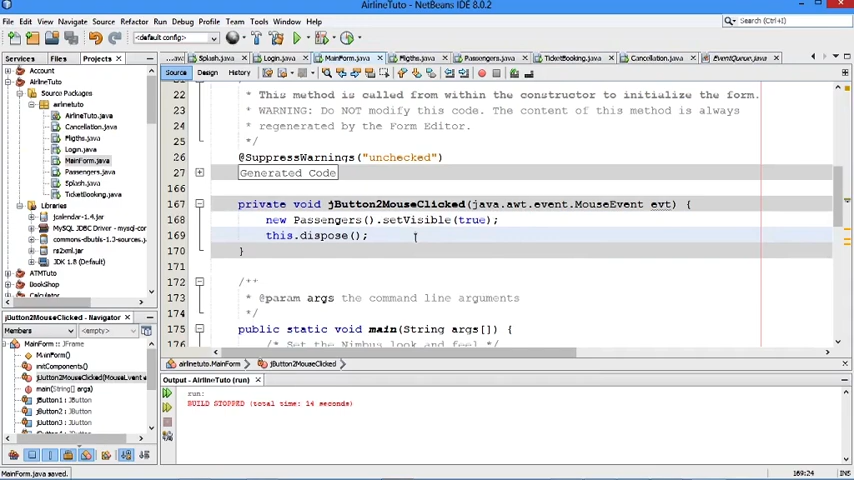 AirlineTuto - NetBeans IDE 8.0.2
File Edit View Navigate Source Refactor Run Debug Profile Team Tools Window Help
Search (Ctrl+I)
<default config>
Services Files Projects
...java Splash.java Login.java MainForm.java Fligths.java Passengers.java TicketBooking.java Cancellation.java EventQueue.java
Source Design History
Account
AirlineTuto
Source Packages
airlinetuto
AirlineTuto.java
Cancellation.java
Fligths.java
Login.java
MainForm.java
Passengers.java
Splash.java
TicketBooking.java
Libraries
jcalendar-1.4.jar
MySQL JDBC Driver - mysql-con
commons-dbutils-1.3-sources.j
rs2xml.jar
JDK 1.8 (Default)
ATMTuto
BookShop
Calculator
22 * This method is called from within the constructor to initialize the form.
23 * WARNING: Do NOT modify this code. The content of this method is always
24 * regenerated by the Form Editor.
25 */
26 @SuppressWarnings("unchecked")
27 Generated Code
166
167 private void jButton2MouseClicked(java.awt.event.MouseEvent evt) {
168 new Passengers().setVisible(true);
169 this.dispose();
170 }
171
172 /**
173 * @param args the command line arguments
174 */
175 public static void main(String args[]) {
176 /* Set the Nimbus look and feel */
airlinetuto.MainForm jButton2MouseClicked
jButton2MouseClicked - Navigator
Members <empty>
MainForm :: JFrame
MainForm()
initComponents()
jButton2MouseClicked(MouseEvent e
main(String[] args)
jButton1 : JButton
jButton2 : JButton
jButton3 : JButton
Output - AirlineTuto (run)
run:
BUILD STOPPED (total time: 14 seconds)
MainForm.java saved.
169:24 INS